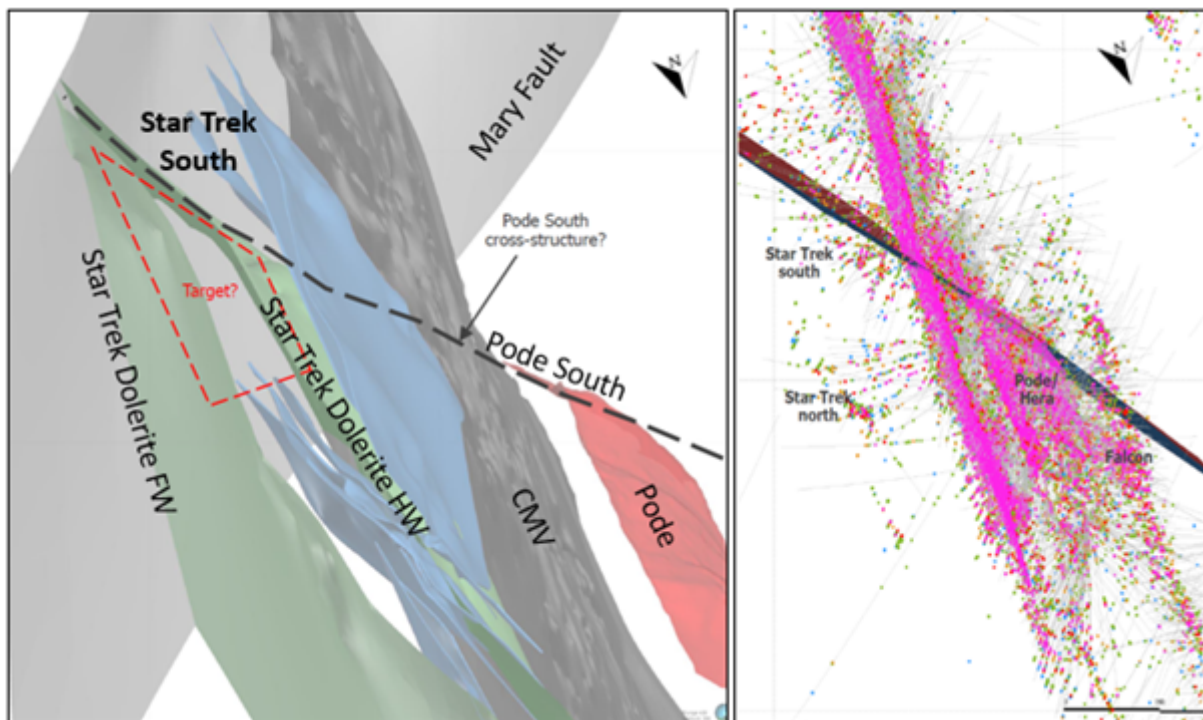 Star Trek
South
Mary Fault
Pode South
cross-structure?
Target?
Star Trek Dolerite FW
Star Trek Dolerite HW
Pode South
CMV
Pode
N
Star Trek
south
Star Trek
north
Pode/
Hera
Falcon